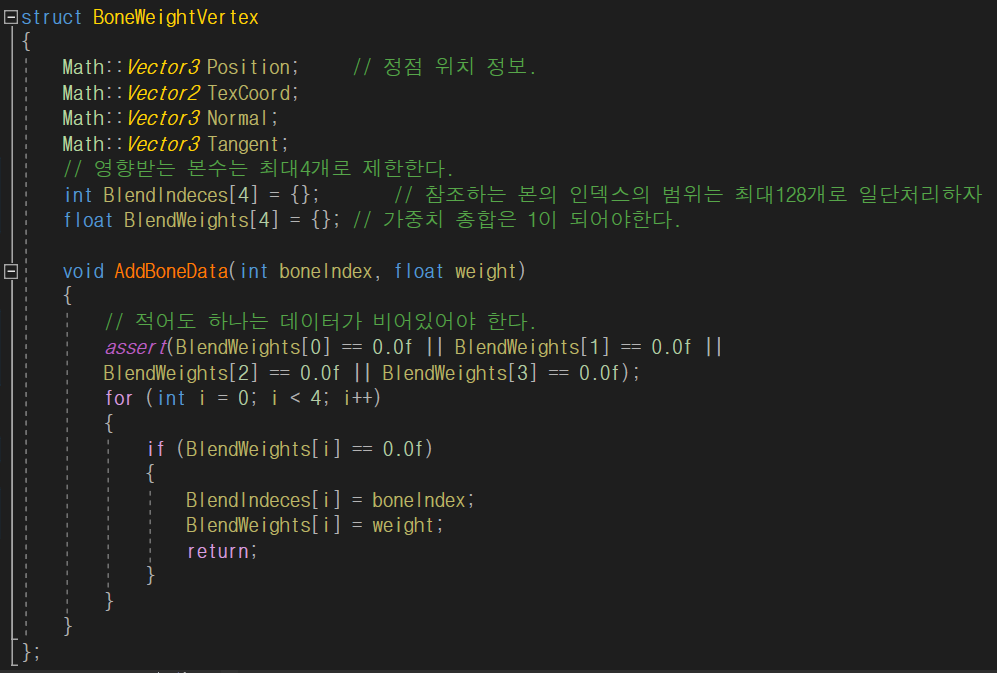 struct BoneWeightVertex
{
Math::Vector3 Position; // 정점 위치 정보.
Math::Vector2 TexCoord;
Math::Vector3 Normal;
Math::Vector3 Tangent;
// 영향받는 본수는 최대4개로 제한한다.
int BlendIndeces[4] = {}; // 참조하는 본의 인덱스의 범위는 최대128개로 일단처리하자
float BlendWeights[4] = {}; // 가중치 총합은 1이 되어야한다.
void AddBoneData(int boneIndex, float weight)
{
// 적어도 하나는 데이터가 비어있어야 한다.
assert(BlendWeights[0] == 0.0f || BlendWeights[1] == 0.0f ||
BlendWeights[2] == 0.0f || BlendWeights[3] == 0.0f);
for (int i = 0; i < 4; i++)
{
if (BlendWeights[i] == 0.0f)
{
BlendIndeces[i] = boneIndex;
BlendWeights[i] = weight;
return;
}
}
}
};